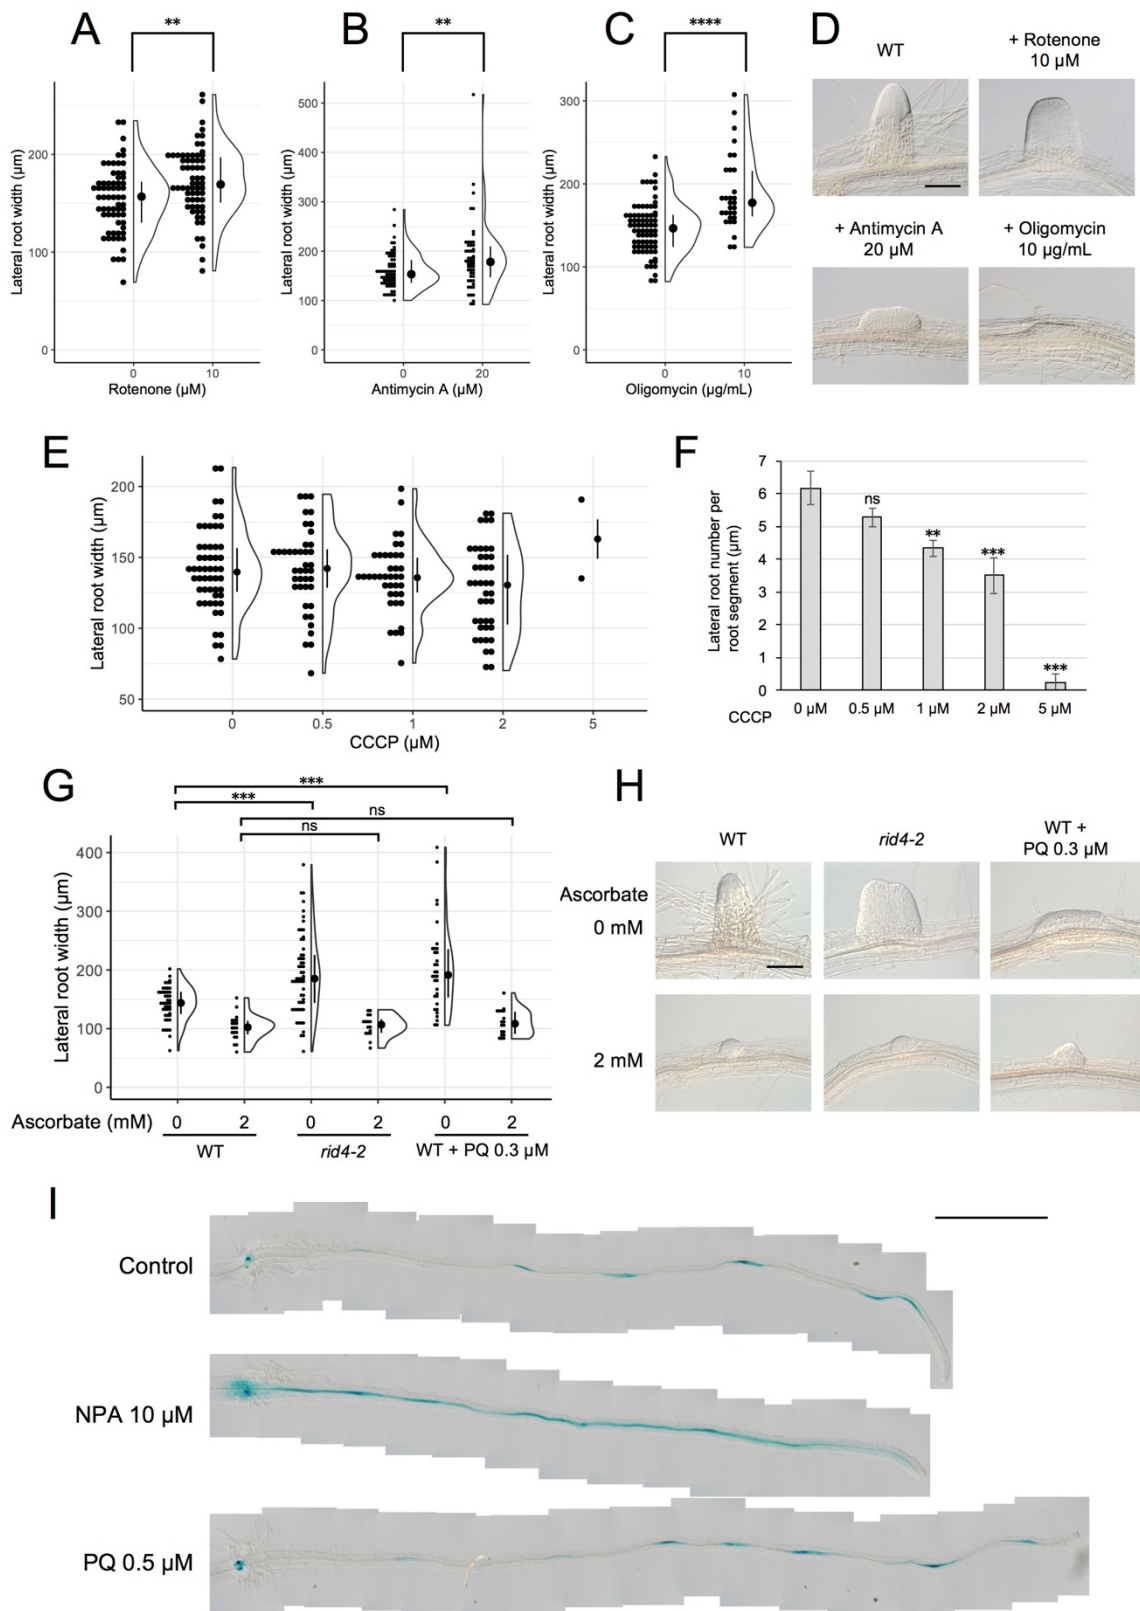 A
**
Lateral root width (µm)
200
100
0
0
10
Rotenone (µM)
B
**
Lateral root width (µm)
500
400
300
200
100
0
0
20
Antimycin A (µM)
C
****
Lateral root width (µm)
300
200
100
0
0
10
Oligomycin (µg/mL)
D
WT
+ Rotenone
10 µM
+ Antimycin A
20 µM
+ Oligomycin
10 µg/mL
E
Lateral root width (µm)
200
150
100
50
0
0.5
1
2
5
CCCP (µM)
F
Lateral root number per
root segment (µm)
7
6
5
4
3
2
1
0
ns
**
***
***
CCCP
0 µM
0.5 µM
1 µM
2 µM
5 µM
G
***
***
ns
ns
Lateral root width (µm)
400
300
200
100
0
Ascorbate (mM)
0
2
0
2
0
2
WT
rid4-2
WT + PQ 0.3 µM
H
WT
rid4-2
WT +
PQ 0.3 µM
Ascorbate
0 mM
2 mM
I
Control
NPA 10 µM
PQ 0.5 µM